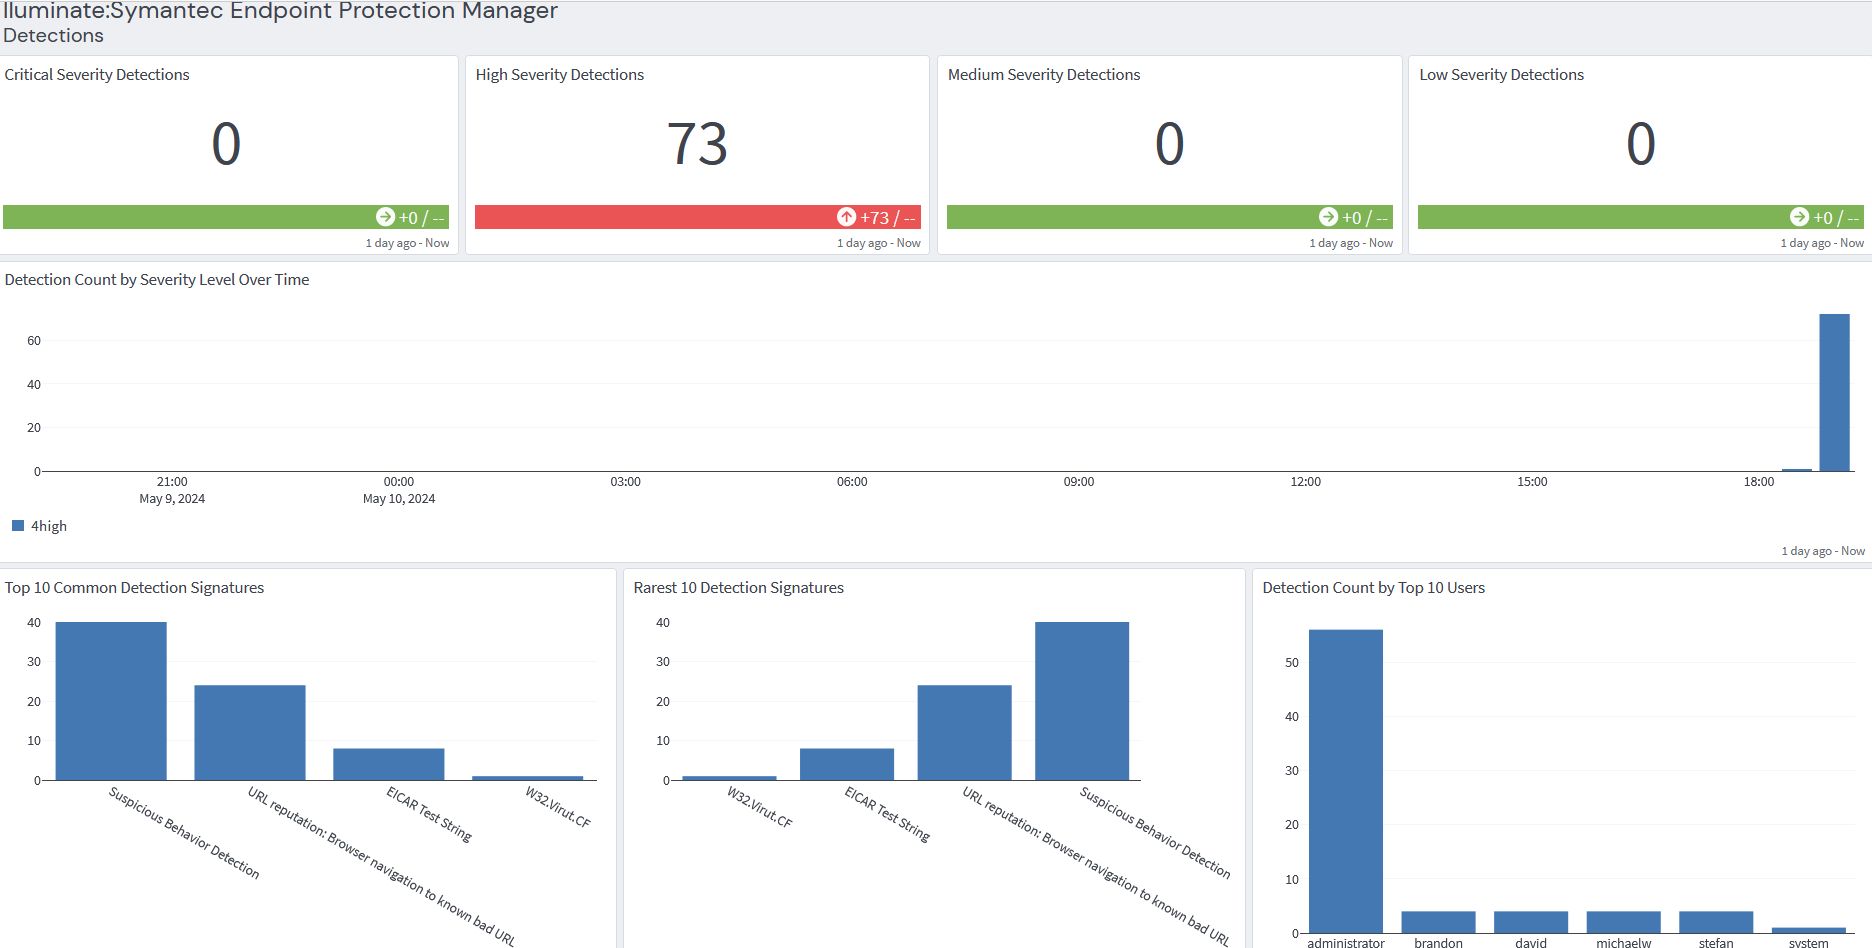 Iluminate:Symantec Endpoint Protection Manager
Detections
Critical Severity Detections
0
+0 / --
1 day ago - Now
High Severity Detections
73
+73 / --
1 day ago - Now
Medium Severity Detections
0
+0 / --
1 day ago - Now
Low Severity Detections
0
+0 / --
1 day ago - Now
Detection Count by Severity Level Over Time
60
40
20
0
21:00
May 9, 2024
00:00
May 10, 2024
03:00
06:00
09:00
12:00
15:00
18:00
4high
1 day ago - Now
Top 10 Common Detection Signatures
40
30
20
10
0
Suspicious Behavior Detection
URL reputation: Browser navigation to known bad URL
EICAR Test String
W32.Virut.CF
Rarest 10 Detection Signatures
40
30
20
10
0
W32.Virut.CF
EICAR Test String
URL reputation: Browser navigation to known bad URL
Suspicious Behavior Detection
Detection Count by Top 10 Users
50
40
30
20
10
0
administrator
brandon
david
michaelw
stefan
system